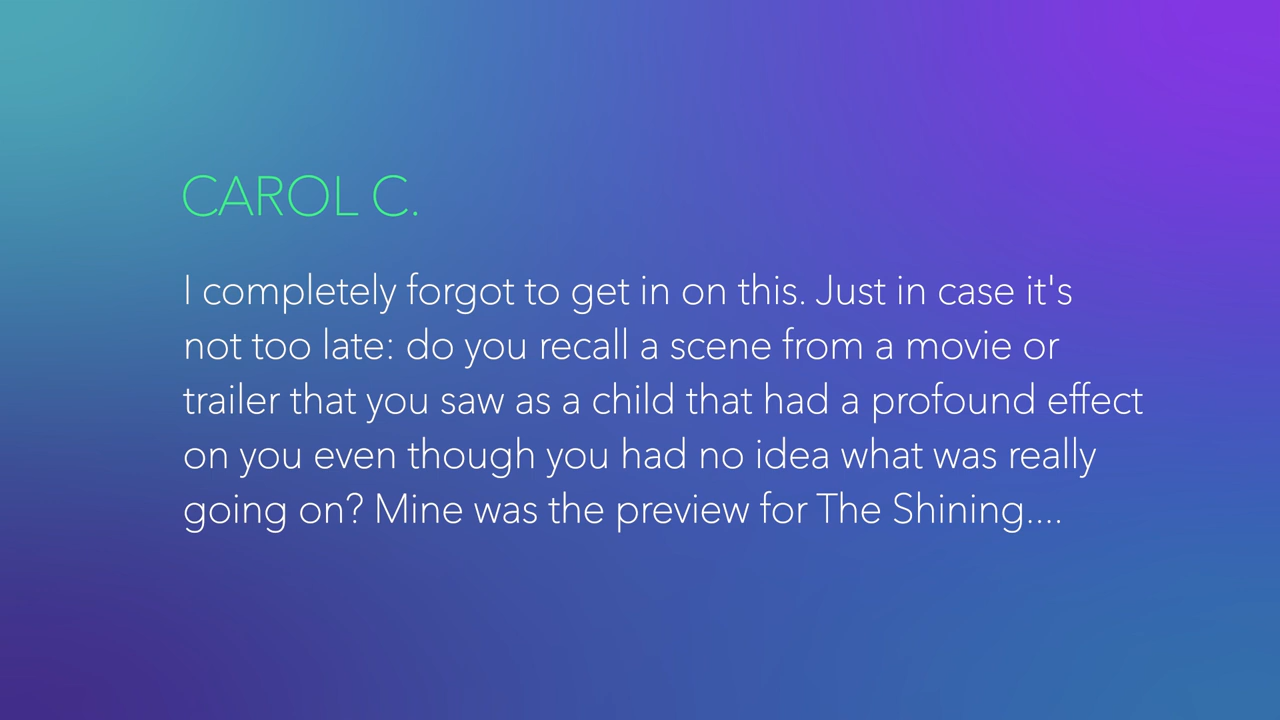 CAROL C.
I completely forgot to get in on this. Just in case it's
not too late: do you recall a scene from a movie or
trailer that you saw as a child that had a profound effect
on you even though you had no idea what was really
going on? Mine was the preview for The Shining....